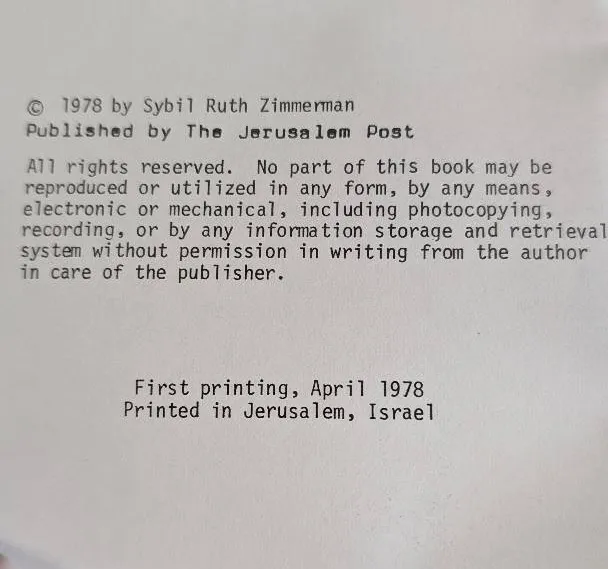 © 1978 by Sybil Ruth Zimmerman
Published by The Jerusalem Post
All rights reserved. No part of this book may be
reproduced or utilized in any form, by any means,
electronic or mechanical, including photocopying,
recording, or by any information storage and retrieval
system without permission in writing from the author
in care of the publisher.
First printing, April 1978
Printed in Jerusalem, Israel